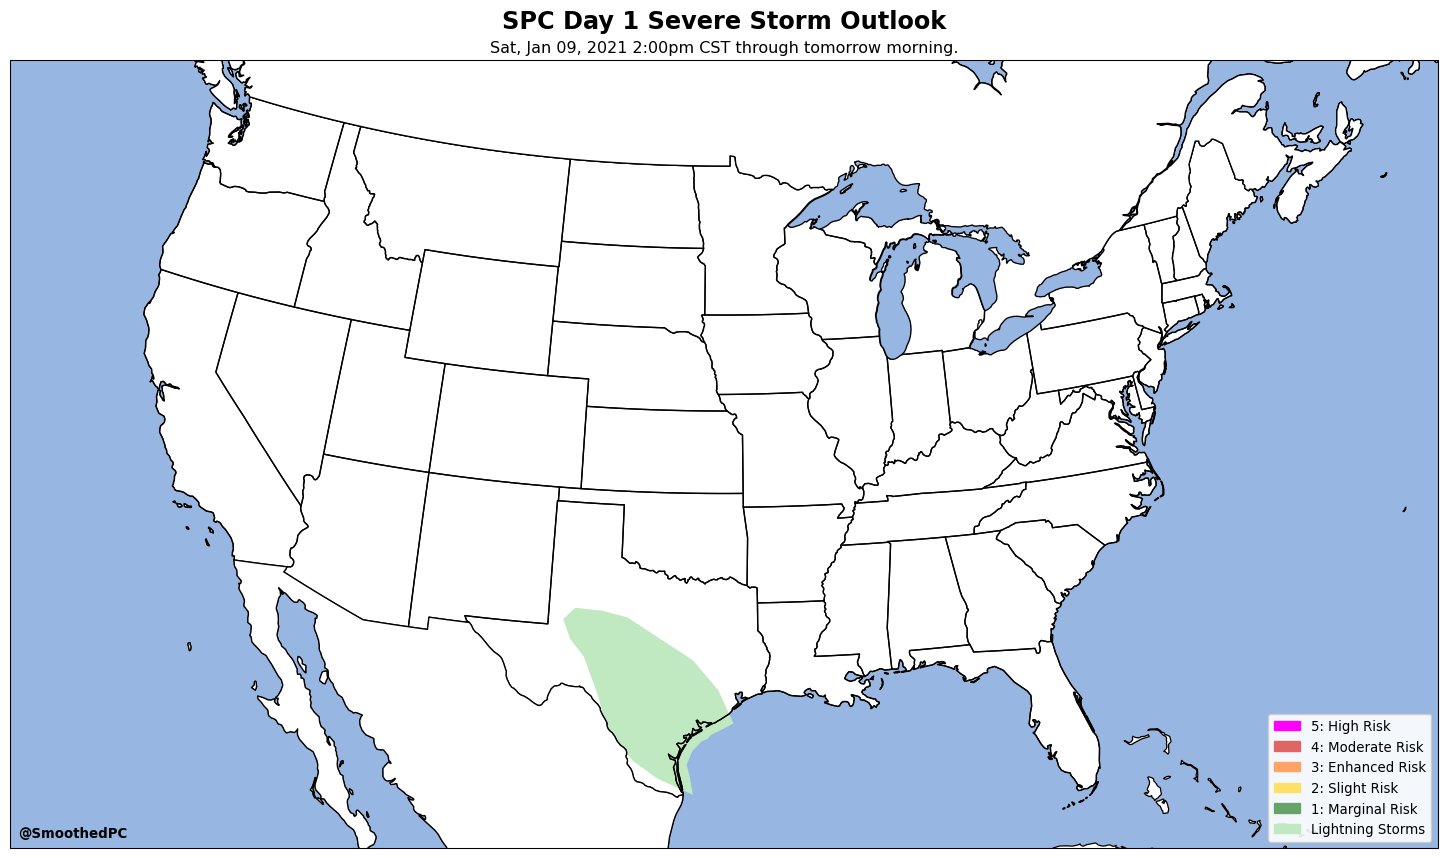 SPC Day 1 Severe Storm Outlook
Sat, Jan 09, 2021 2:00pm CST through tomorrow morning.
5: High Risk
4: Moderate Risk
3: Enhanced Risk
2: Slight Risk
1: Marginal Risk
Lightning Storms
@SmoothedPC